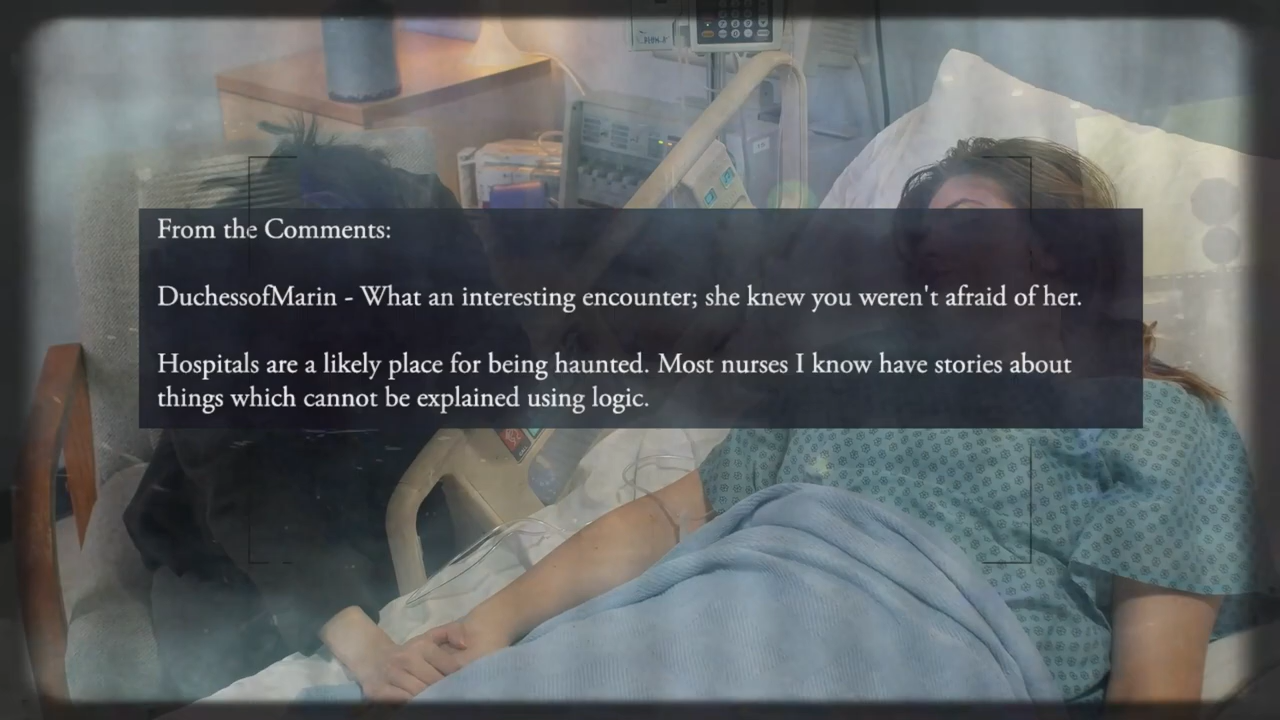 From the Comments:
DuchessofMarin - What an interesting encounter; she knew you weren't afraid of her.
Hospitals are a likely place for being haunted. Most nurses I know have stories about
things which cannot be explained using logic.